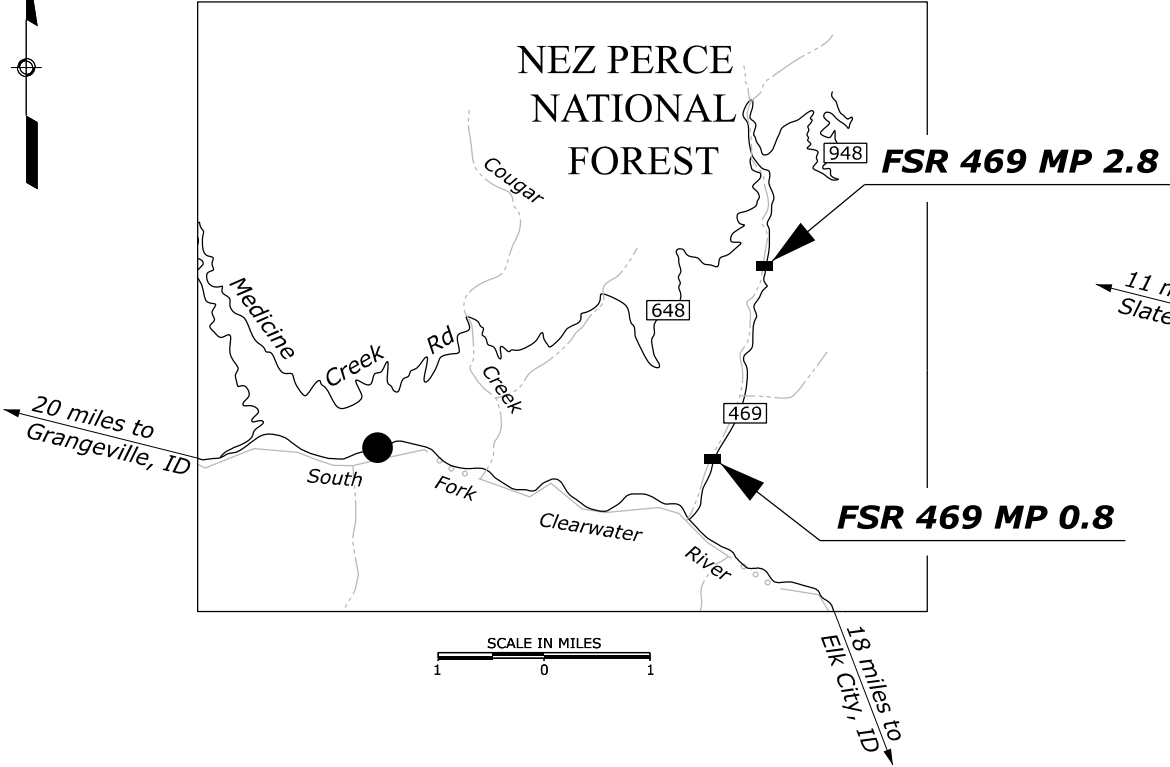 NEZ PERCE
NATIONAL
FOREST
948
FSR 469 MP 2.8
Cougar
11
Slate
Medicine
648
Creek
Rd
Creek
469
20 miles to
Grangeville, ID
South
Fork
FSR 469 MP 0.8
Clearwater
River
SCALE IN MILES
1 0 1
18 miles to
Elk City, ID